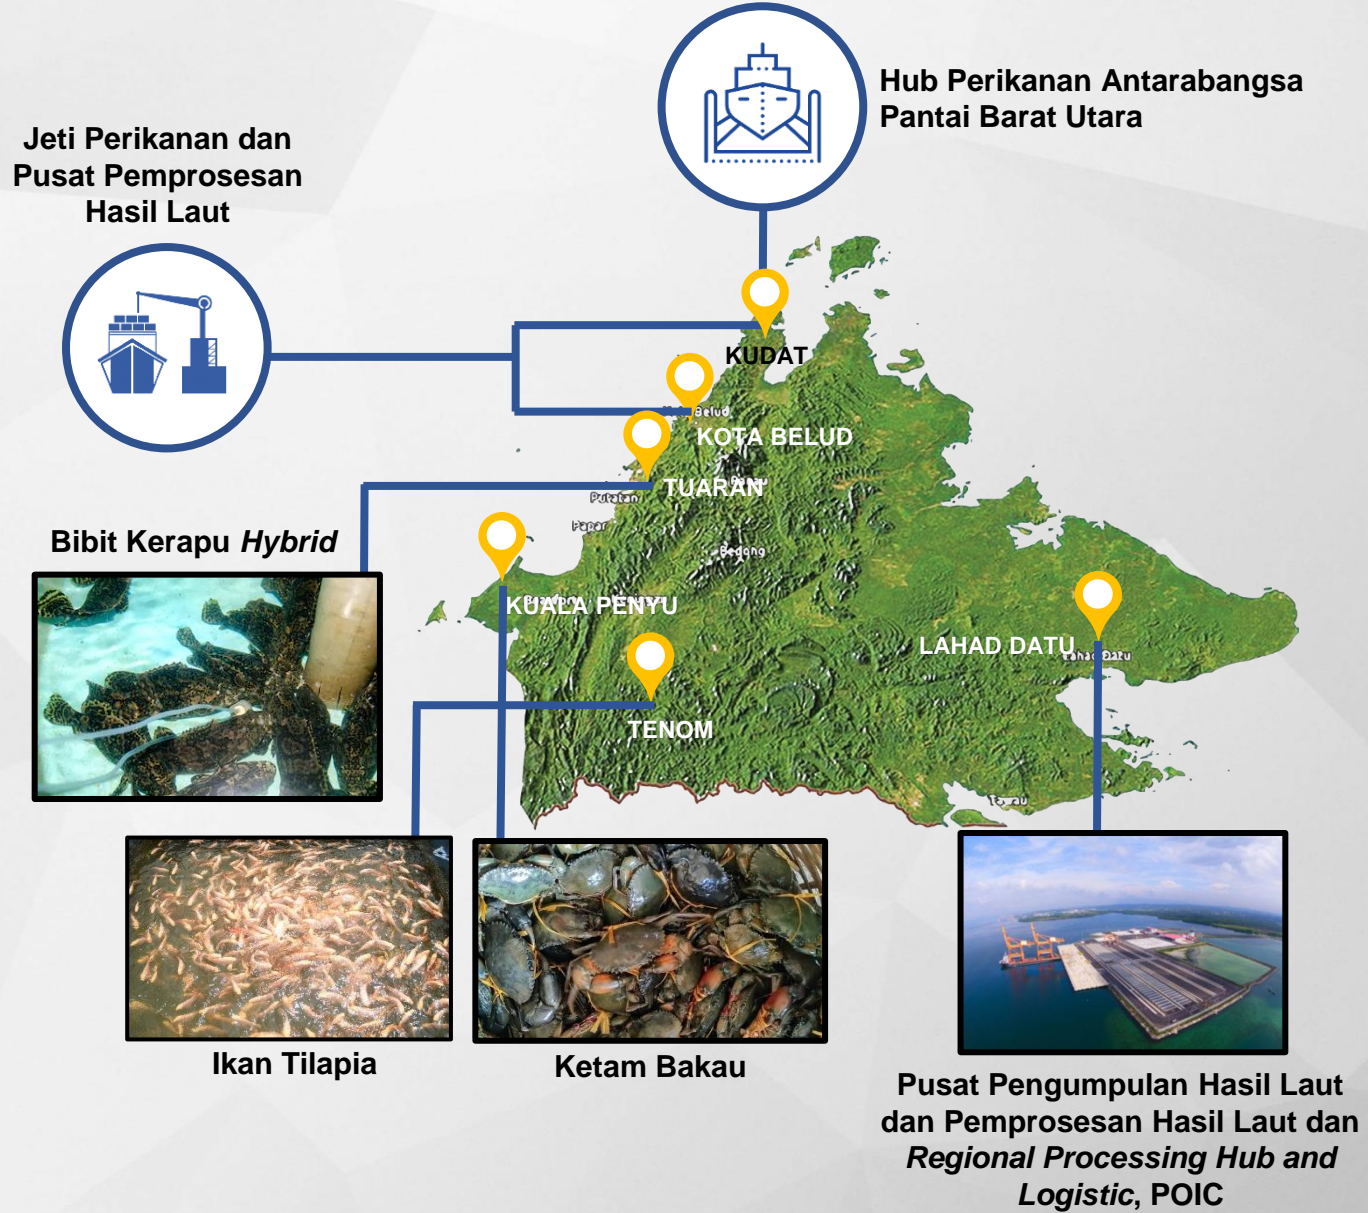 Hub Perikanan Antarabangsa
Pantai Barat Utara
Jeti Perikanan dan
Pusat Pemprosesan
Hasil Laut
KUDAT
Belud
KOTA BELUD
TUARAN
Putatan
Papar
Bibit Kerapu Hybrid
KUALA PENYU
LAHAD DATU
Lahad Datu
TENOM
Ikan Tilapia
Ketam Bakau
Pusat Pengumpulan Hasil Laut
dan Pemprosesan Hasil Laut dan
Regional Processing Hub and
Logistic, POIC